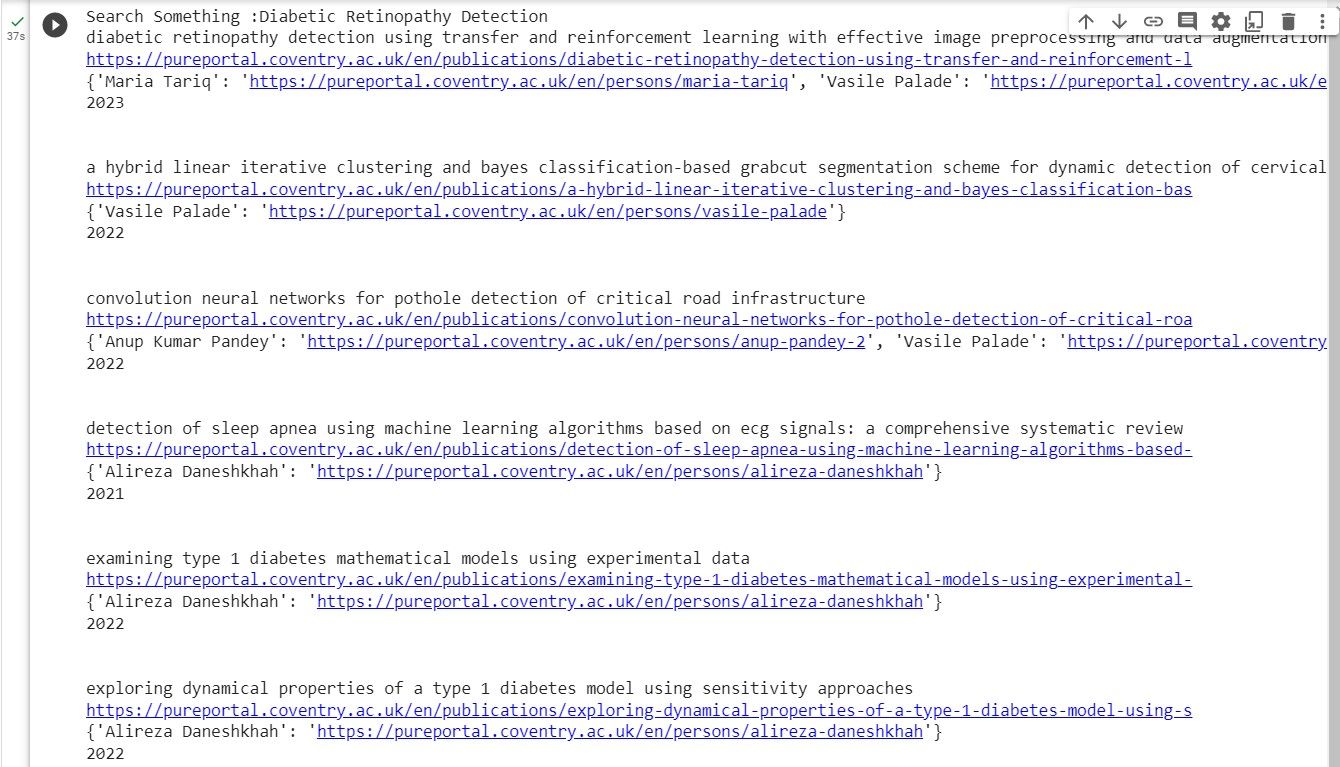 Search Something :Diabetic Retinopathy Detection
37s
diabetic retinopathy detection using transfer and reinforcement learning with effective image preprocessing and data augmentation
https://pureportal.coventry.ac.uk/en/publications/diabetic-retinopathy-detection-using-transfer-and-reinforcement-l
{'Maria Tariq': 'https://pureportal.coventry.ac.uk/en/persons/maria-tariq', 'Vasile Palade': 'https://pureportal.coventry.ac.uk/e
2023
a hybrid linear iterative clustering and bayes classification-based grabcut segmentation scheme for dynamic detection of cervical
https://pureportal.coventry.ac.uk/en/publications/a-hybrid-linear-iterative-clustering-and-bayes-classification-bas
{'Vasile Palade': 'https://pureportal.coventry.ac.uk/en/persons/vasile-palade'}
2022
convolution neural networks for pothole detection of critical road infrastructure
https://pureportal.coventry.ac.uk/en/publications/convolution-neural-networks-for-pothole-detection-of-critical-roa
{'Anup Kumar Pandey': 'https://pureportal.coventry.ac.uk/en/persons/anup-pandey-2', 'Vasile Palade': 'https://pureportal.coventry
2022
detection of sleep apnea using machine learning algorithms based on ecg signals: a comprehensive systematic review
https://pureportal.coventry.ac.uk/en/publications/detection-of-sleep-apnea-using-machine-learning-algorithms-based-
{'Alireza Daneshkhah': 'https://pureportal.coventry.ac.uk/en/persons/alireza-daneshkhah'}
2021
examining type 1 diabetes mathematical models using experimental data
https://pureportal.coventry.ac.uk/en/publications/examining-type-1-diabetes-mathematical-models-using-experimental-
{'Alireza Daneshkhah': 'https://pureportal.coventry.ac.uk/en/persons/alireza-daneshkhah'}
2022
exploring dynamical properties of a type 1 diabetes model using sensitivity approaches
https://pureportal.coventry.ac.uk/en/publications/exploring-dynamical-properties-of-a-type-1-diabetes-model-using-s
{'Alireza Daneshkhah': 'https://pureportal.coventry.ac.uk/en/persons/alireza-daneshkhah'}
2022